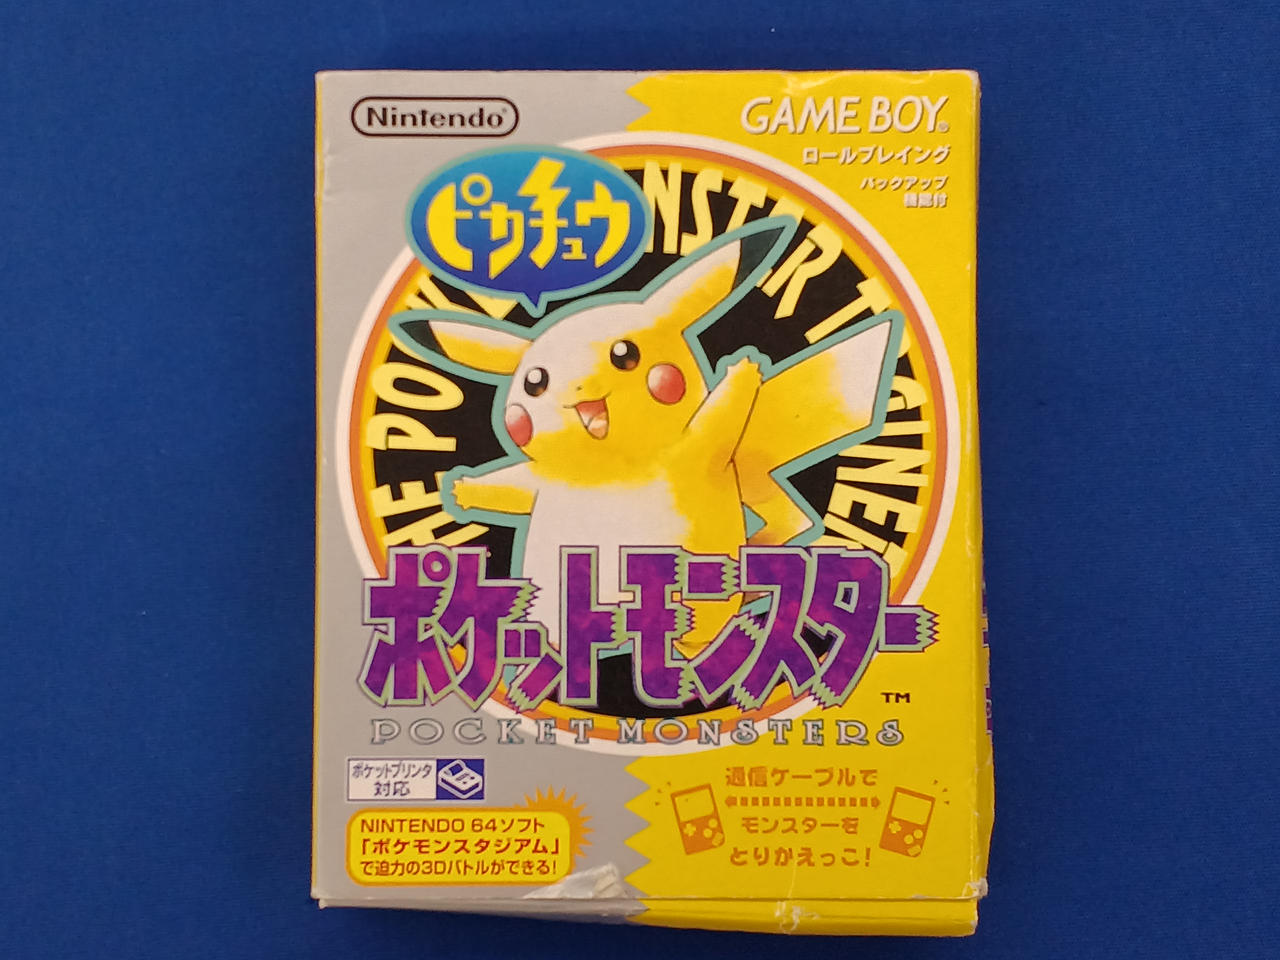 Nintendo®
GAME BOY®
ロールプレイング
バックアップ
機能付
ピカチュウ
THE POCKET MONSTER TRAINER
ポケットモンスター
TM
POCKET MONSTERS
ポケットプリンタ
対応
通信ケーブルで
モンスターを
とりかえっこ!
NINTENDO 64ソフト
「ポケモンスタジアム」
で迫力の3Dバトルができる!